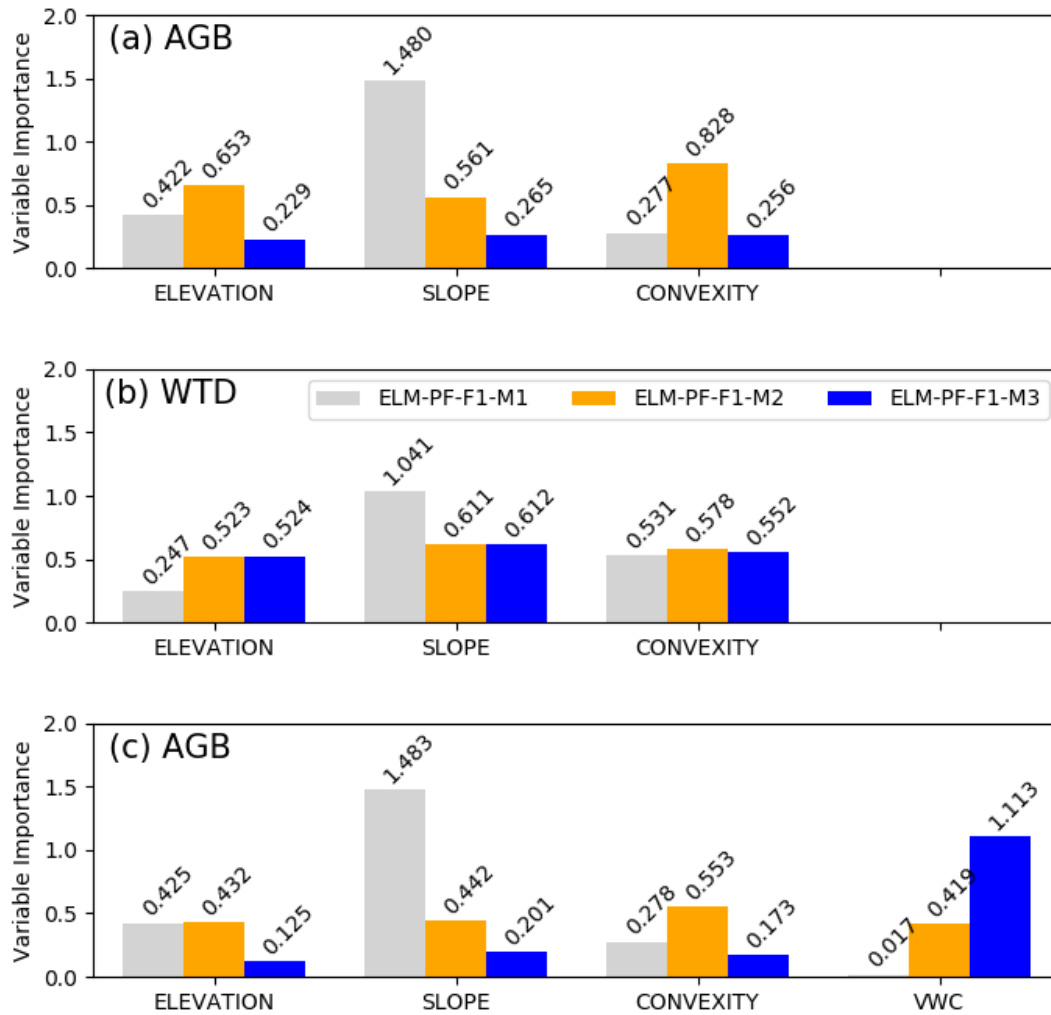 (a) AGB
Variable Importance
2.0
1.5
1.0
0.5
0.0
0.422
0.653
0.229
1.480
0.561
0.265
0.277
0.828
0.256
ELEVATION
SLOPE
CONVEXITY
(b) WTD
ELM-PF-F1-M1
ELM-PF-F1-M2
ELM-PF-F1-M3
Variable Importance
2.0
1.5
1.0
0.5
0.0
0.247
0.523
0.524
1.041
0.611
0.612
0.531
0.578
0.552
ELEVATION
SLOPE
CONVEXITY
(c) AGB
Variable Importance
2.0
1.5
1.0
0.5
0.0
0.425
0.432
0.125
1.483
0.442
0.201
0.278
0.553
0.173
0.017
0.419
1.113
ELEVATION
SLOPE
CONVEXITY
VWC